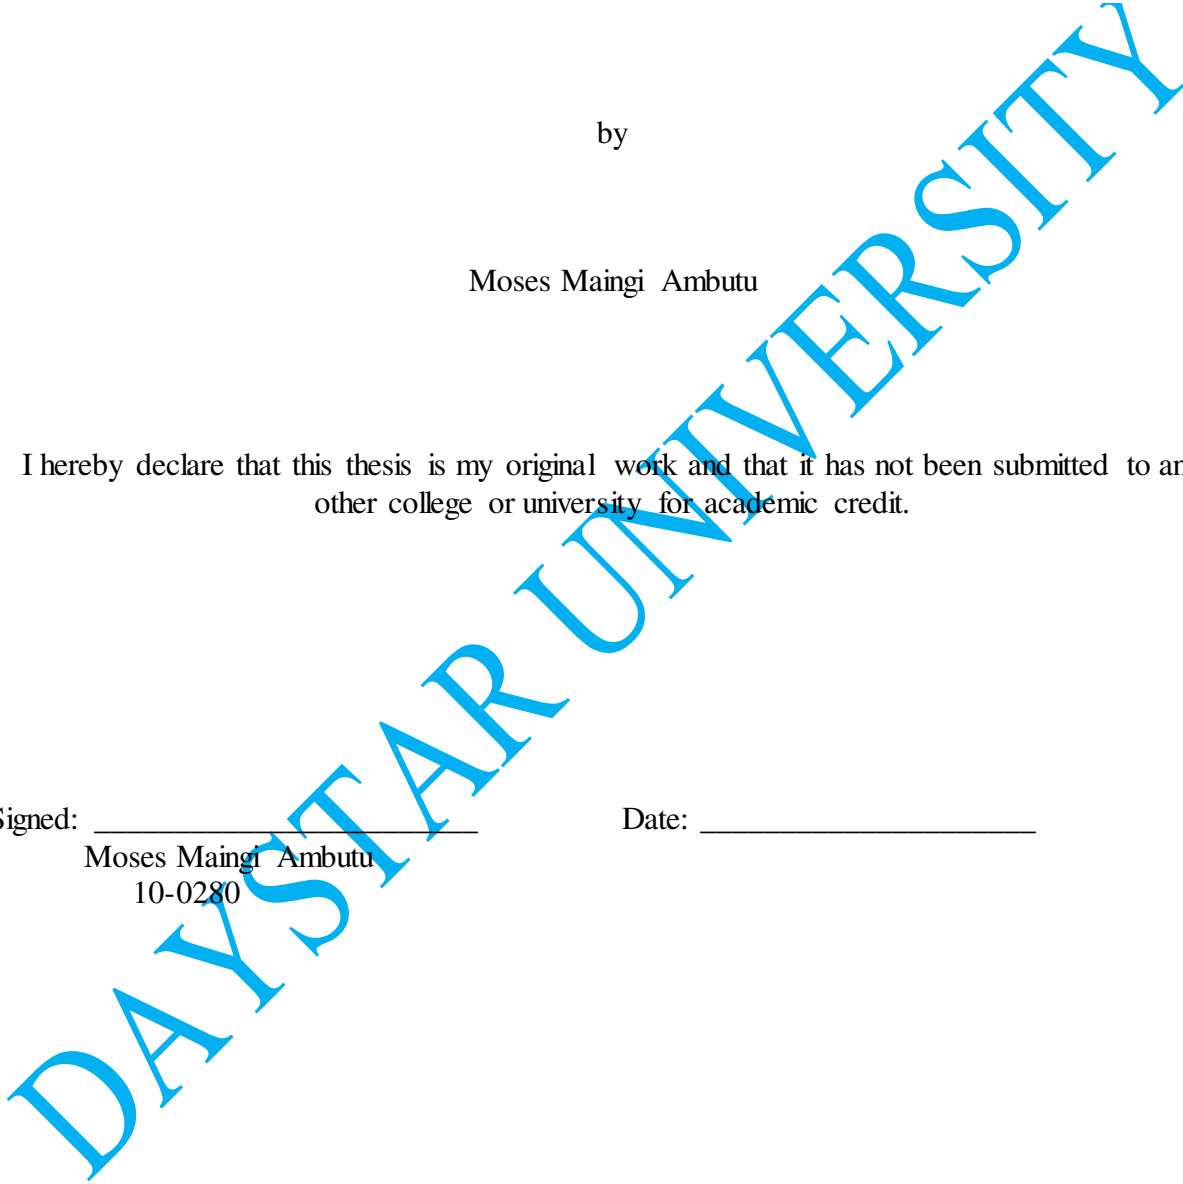 by
Moses Maingi Ambutu
I hereby declare that this thesis is my original work and that it has not been submitted to an
other college or university for academic credit.
Signed: ________________________ Date: _____________________
Moses Maingi Ambutu
10-0280
DAYSTAR UNIVERSITY